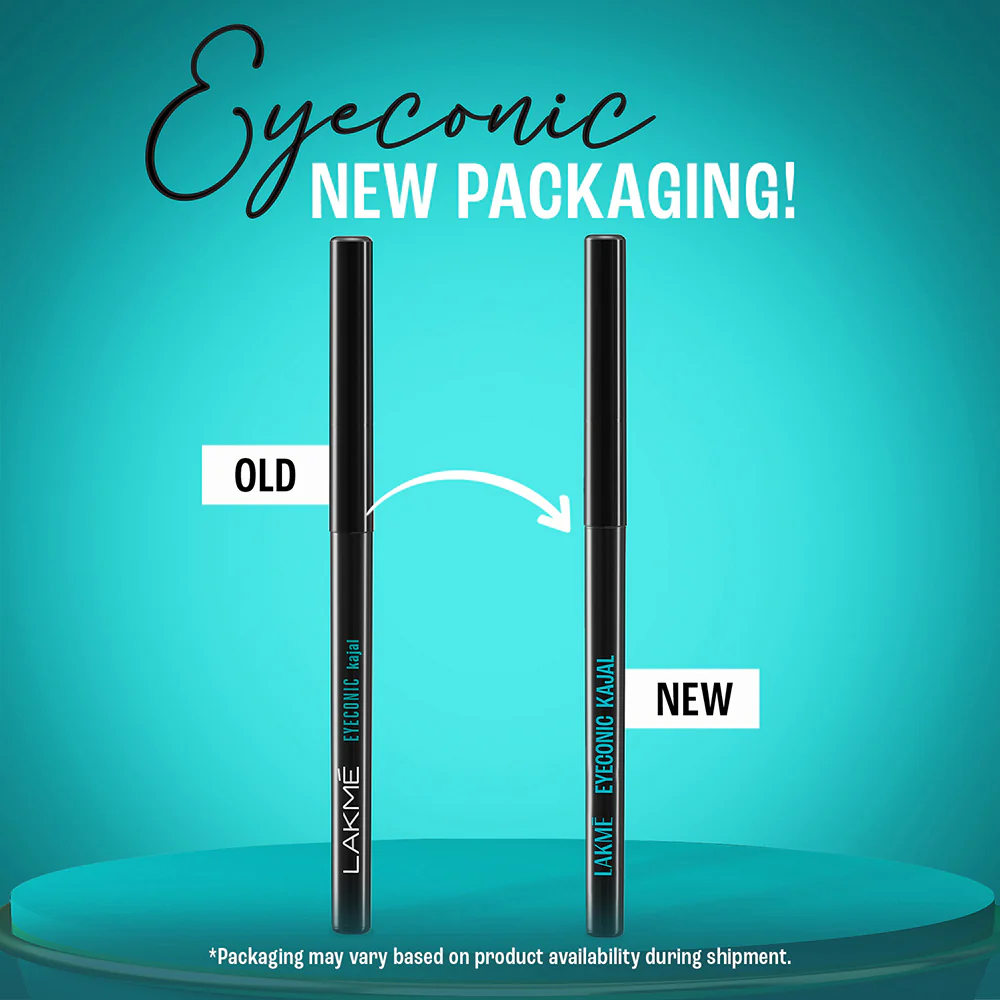 Eyeconic
NEW PACKAGING!
OLD
NEW
LAKMÉ EYECONIC kajal
LAKMÉ EYECONIC KAJAL
*Packaging may vary based on product availability during shipment.